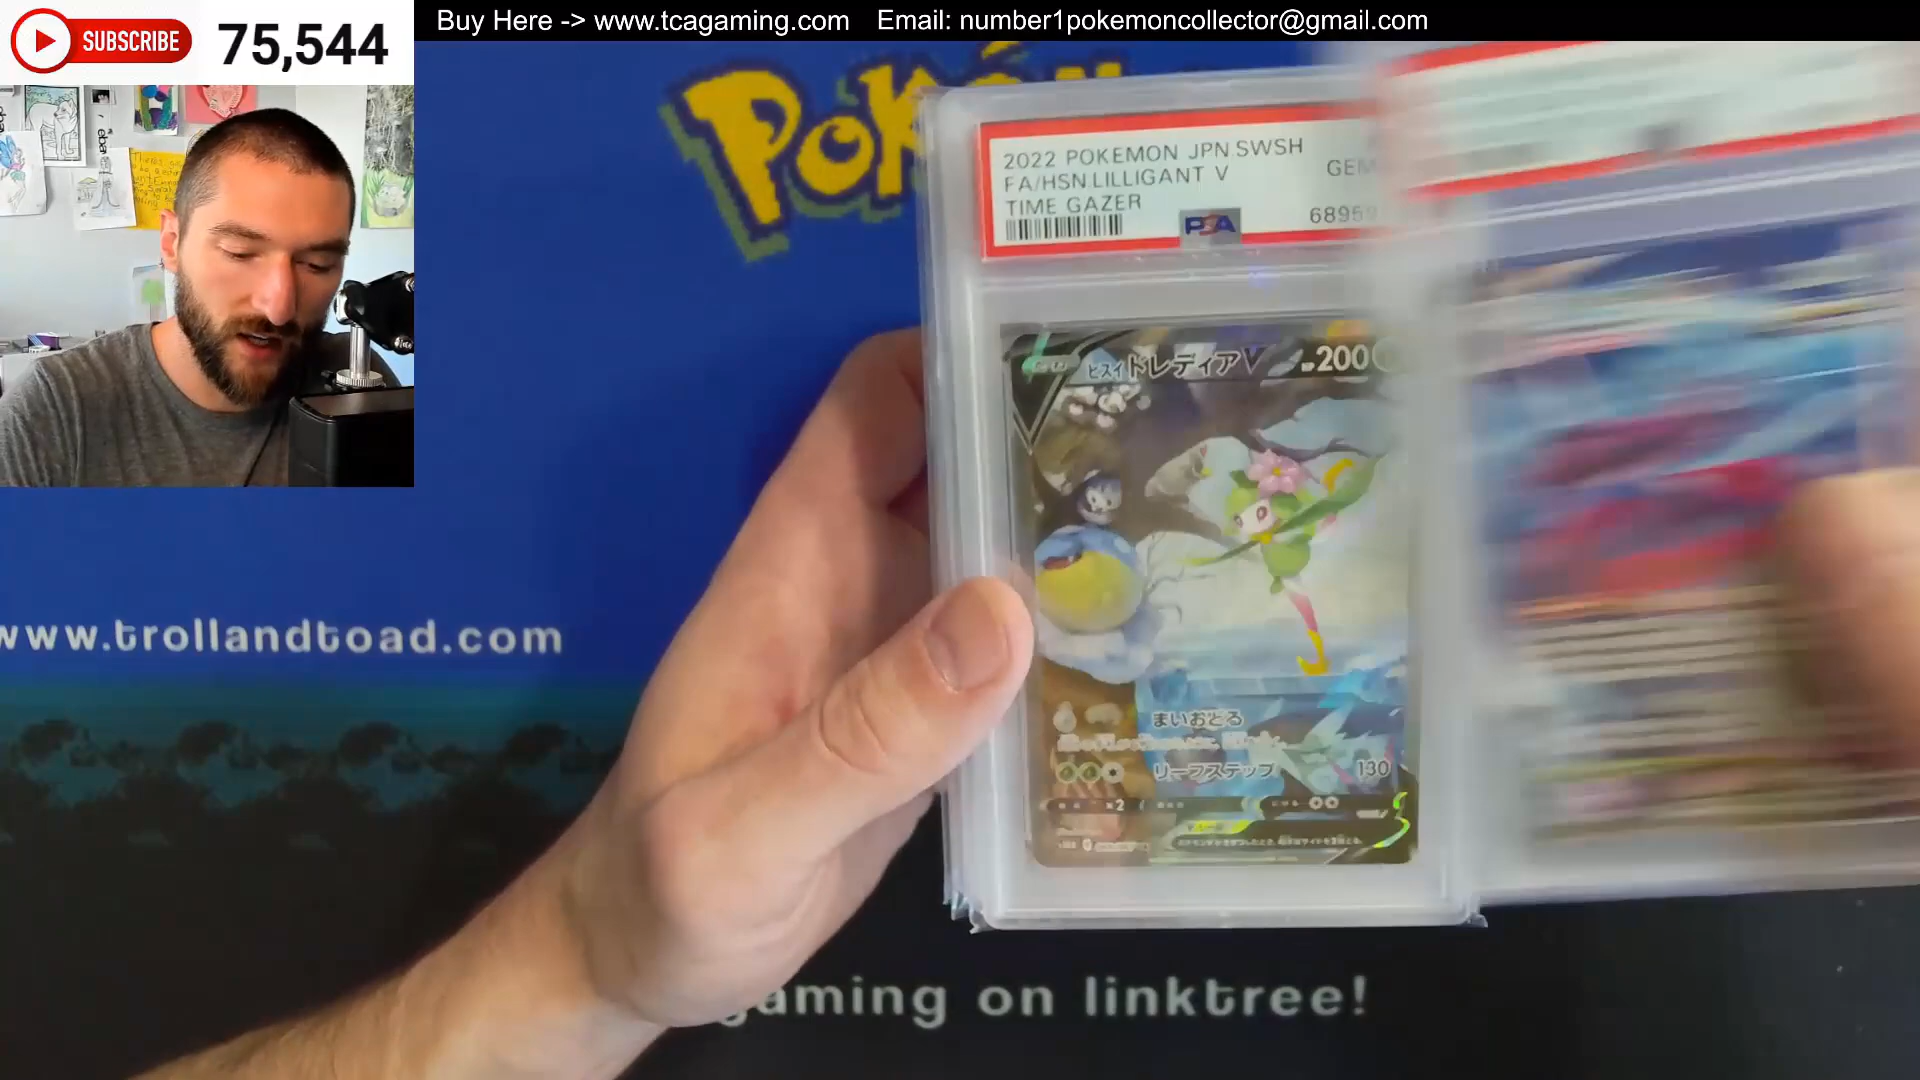 SUBSCRIBE
75,544
Buy Here -> www.tcagaming.com Email: number1pokemoncollector@gmail.com
2022 POKEMON JPN.SWSH
FA/HSN.LILLIGANT V
GEM
TIME GAZER
PSA
ヒスイドレディアV 200
まいおどる
リーフステップ 130
×2
www.trollandtoad.com
gaming on linktree!